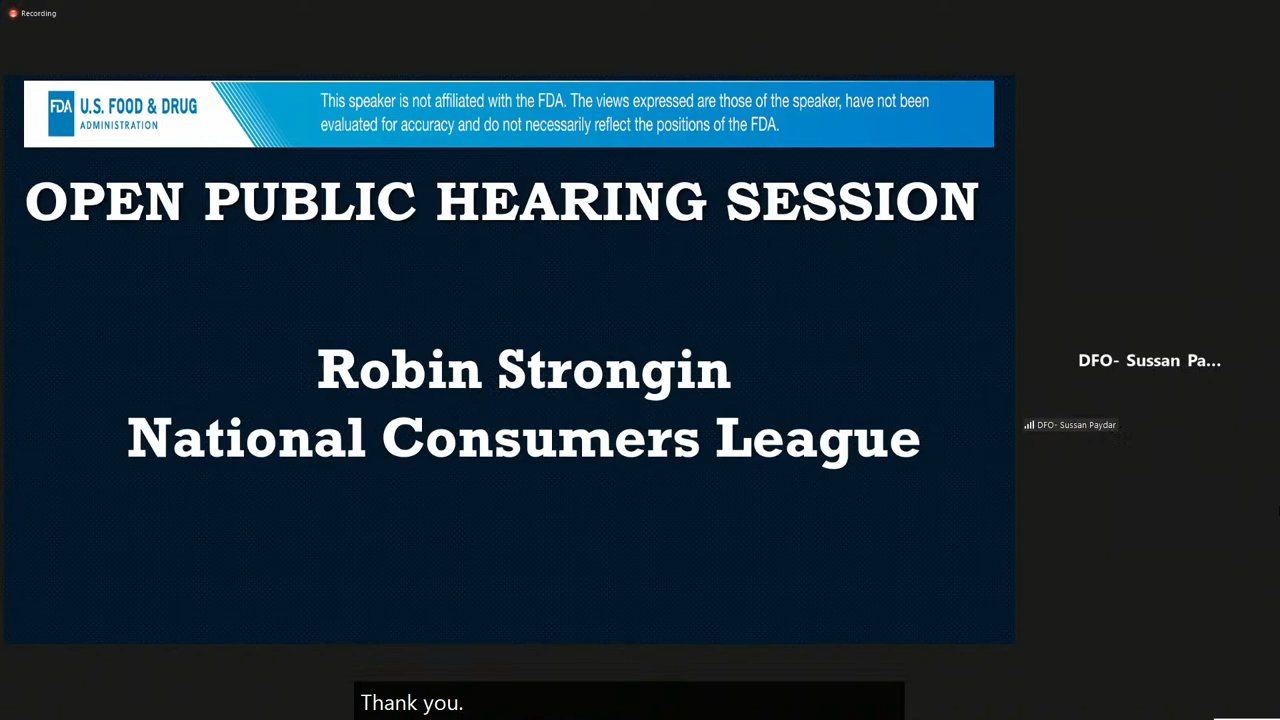 Recording
FDA
U.S. FOOD & DRUG
ADMINISTRATION
This speaker is not affiliated with the FDA. The views expressed are those of the speaker, have not been
evaluated for accuracy and do not necessarily reflect the positions of the FDA.
OPEN PUBLIC HEARING SESSION
Robin Strongin
National Consumers League
DFO- Sussan Pa...
DFO- Sussan Paydar
Thank you.